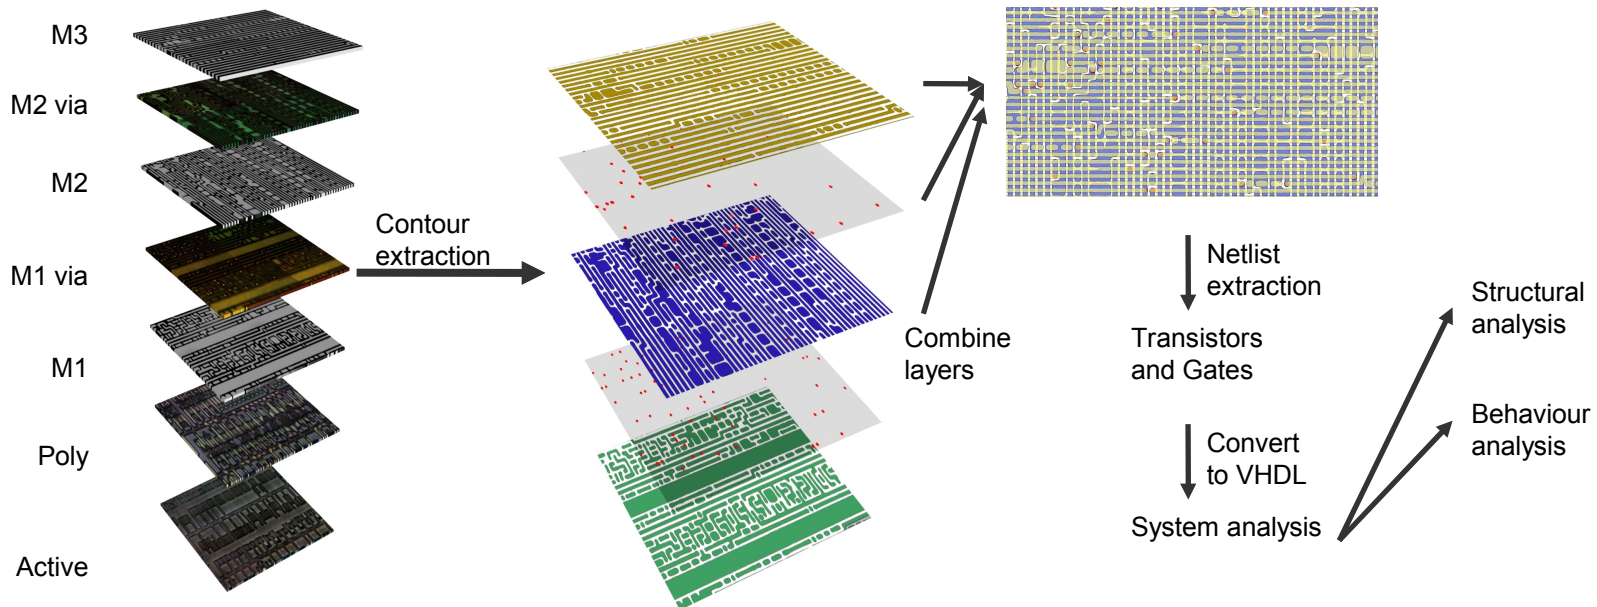 M3
M2 via
M2
M1 via
M1
Poly
Active
Contour
extraction
Combine
layers
Netlist
extraction
Transistors
and Gates
Convert
to VHDL
System analysis
Structural
analysis
Behaviour
analysis